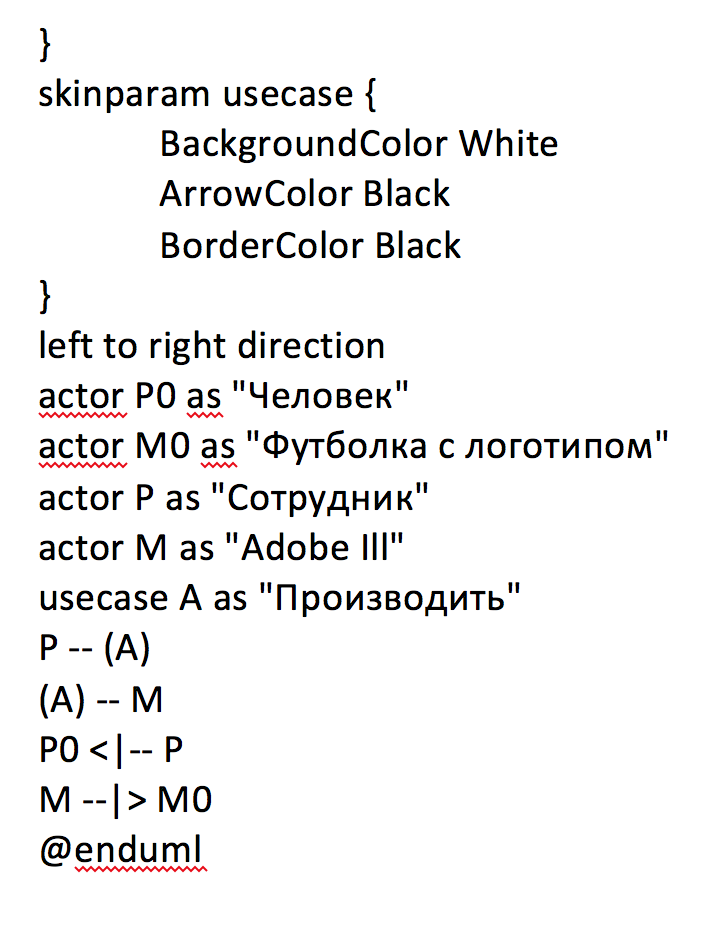 }
skinparam usecase {
BackgroundColor White
ArrowColor Black
BorderColor Black
}
left to right direction
actor P0 as "Человек"
actor M0 as "Футболка с логотипом"
actor P as "Сотрудник"
actor M as "Adobe Ill"
usecase A as "Производить"
P -- (A)
(A) -- M
P0 <|-- P
M --|> M0
@enduml